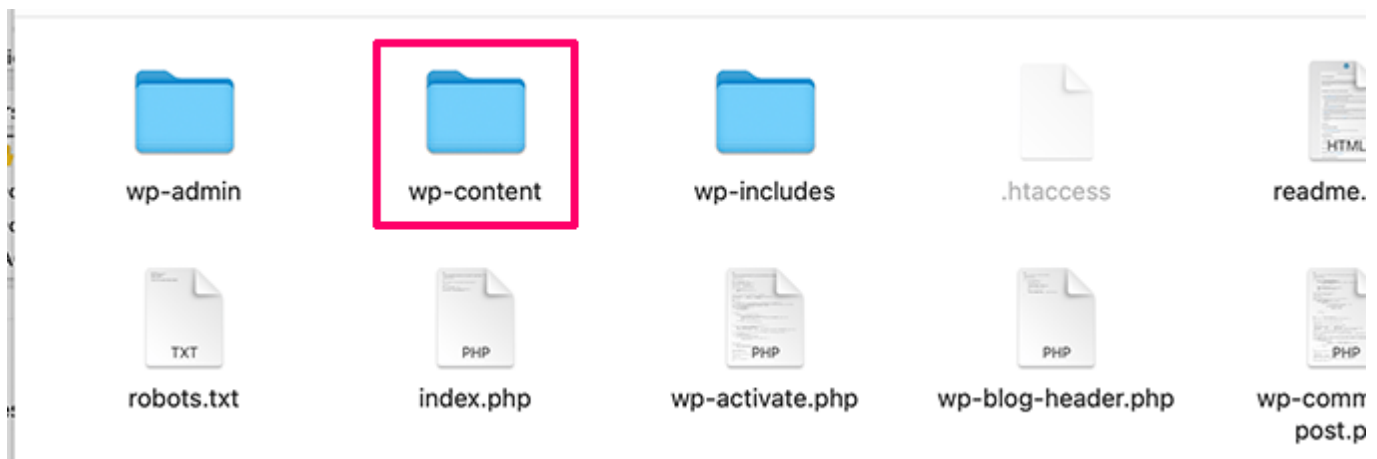 wp-admin
wp-content
wp-includes
.htaccess
HTML
readme.
TXT
PHP
PHP
PHP
PHP
robots.txt
index.php
wp-activate.php
wp-blog-header.php
wp-comm
post.p